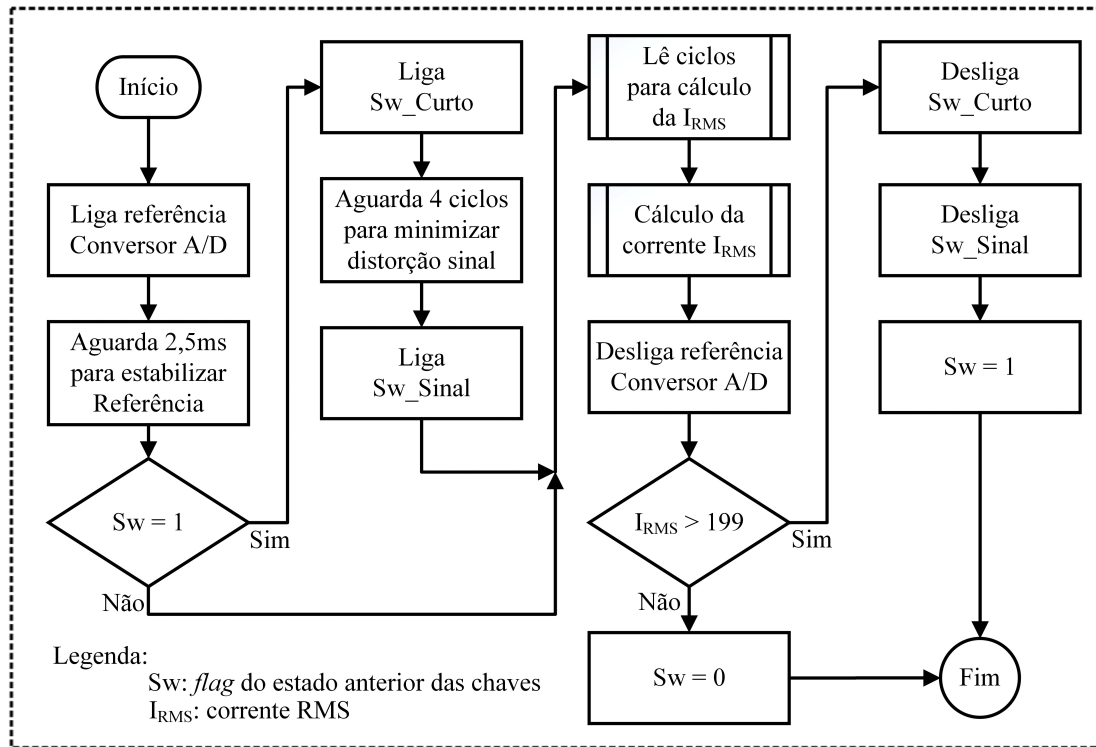 Início
Liga referência
Conversor A/D
Aguarda 2,5ms
para estabilizar
Referência
Sw = 1
Sim
Não
Liga
Sw_Curto
Aguarda 4 ciclos
para minimizar
distorção sinal
Liga
Sw_Sinal
Lê ciclos
para cálculo
da IRMS
Cálculo da
corrente IRMS
Desliga referência
Conversor A/D
IRMS > 199
Sim
Não
Sw = 0
Desliga
Sw_Curto
Desliga
Sw_Sinal
Sw = 1
Fim
Legenda:
Sw: flag do estado anterior das chaves
IRMS: corrente RMS